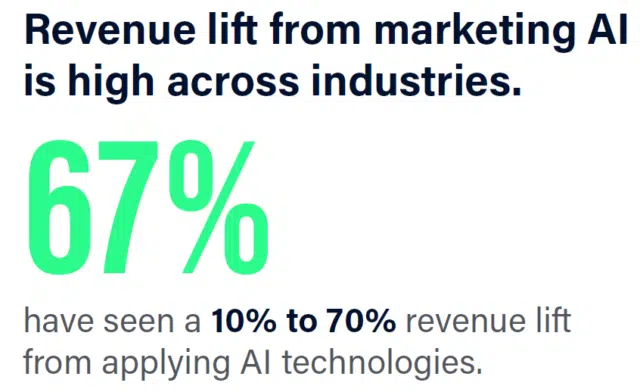 Revenue lift from marketing AI
is high across industries.
67%
have seen a 10% to 70% revenue lift
from applying AI technologies.